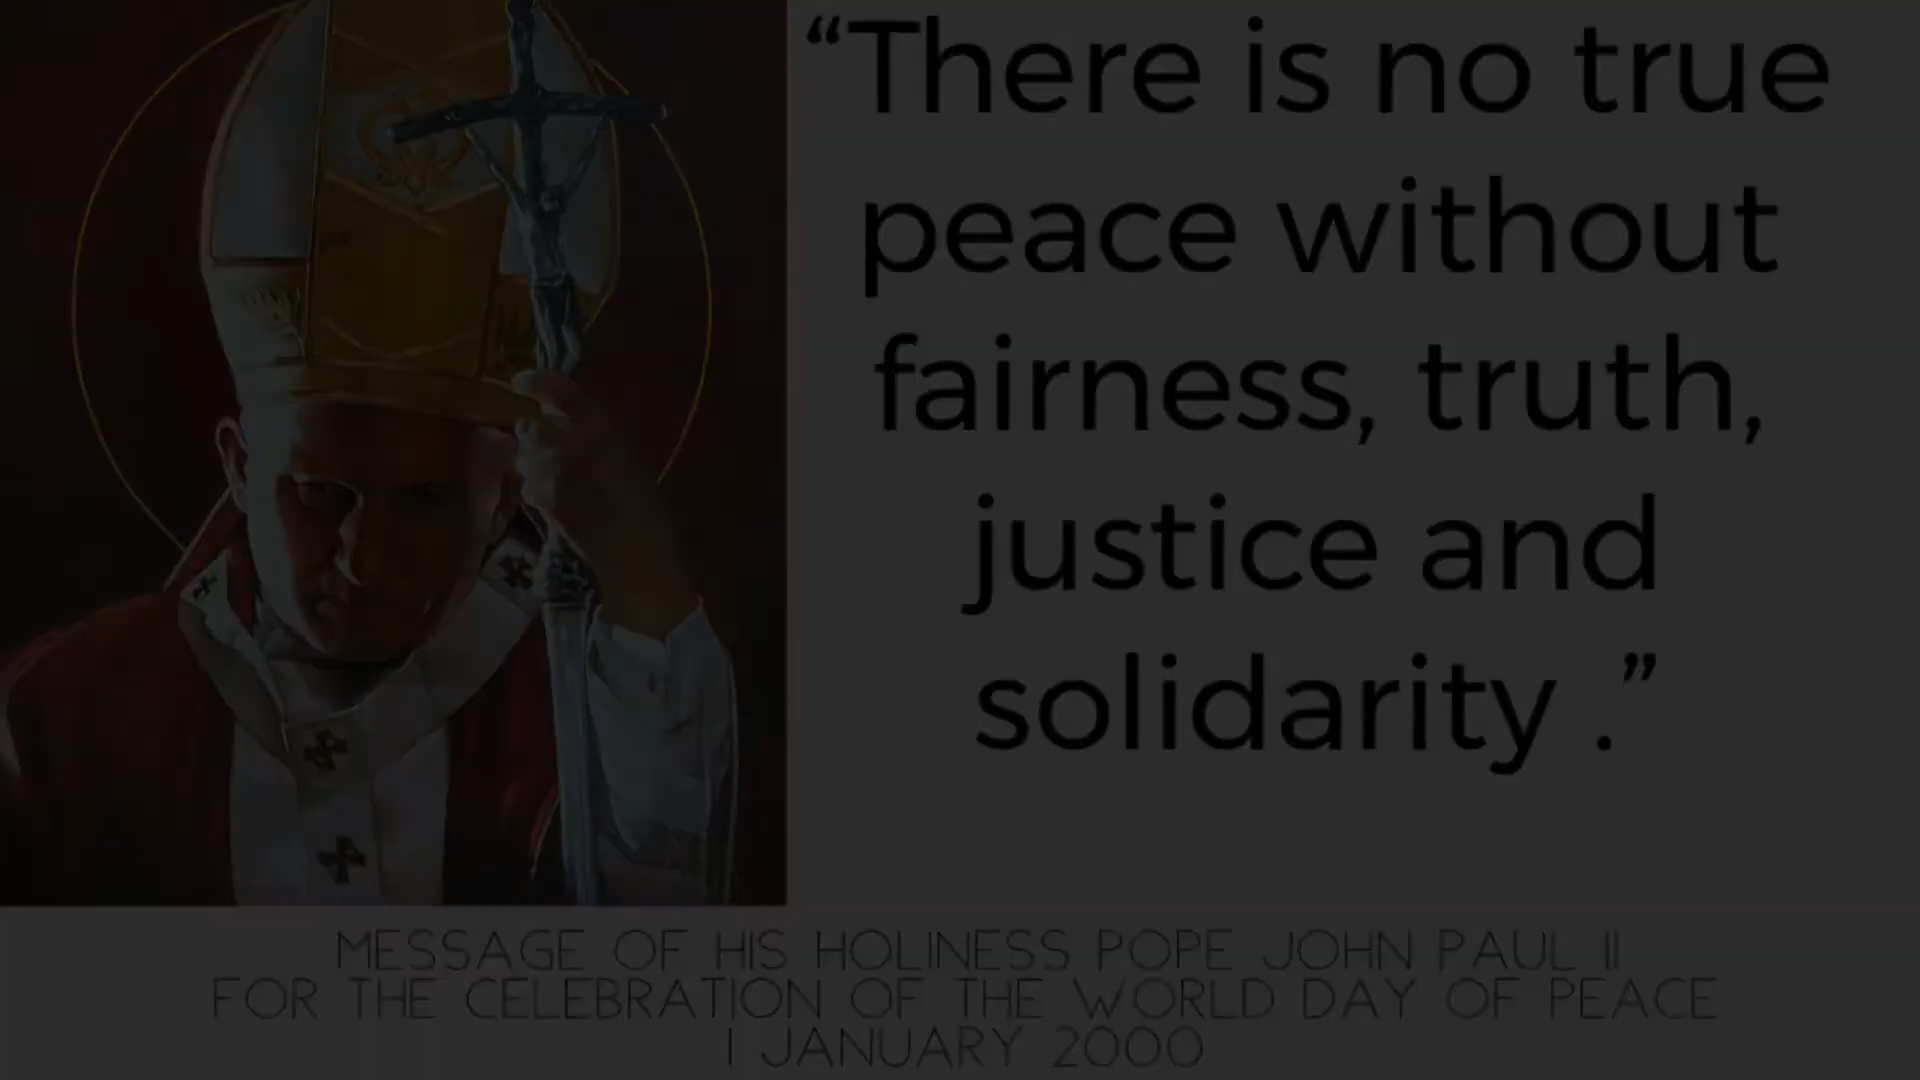 “There is no true
peace without
fairness, truth,
justice and
solidarity .”
MESSAGE OF HIS HOLINESS POPE JOHN PAUL II
FOR THE CELEBRATION OF THE WORLD DAY OF PEACE
1 JANUARY 2000